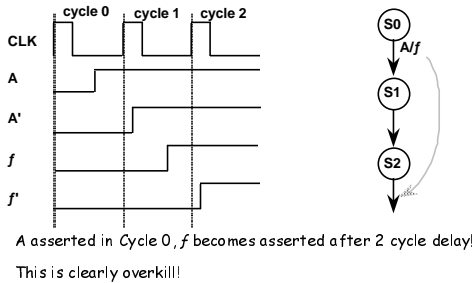 cycle 0 cycle 1 cycle 2
CLK
A
A'
f
f'
S0
A/f
S1
S2
A asserted in Cycle 0, f becomes asserted after 2 cycle delay!
This is clearly overkill!